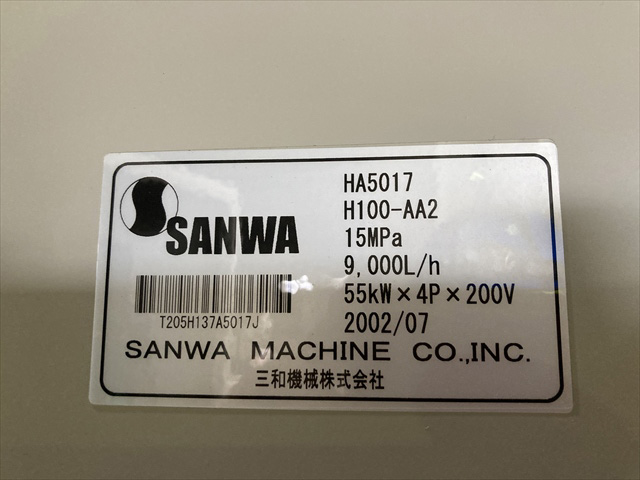 SANWA
T205H137A5017J
HA5017
H100-AA2
15MPa
9,000L/h
55kW×4P×200V
2002/07
SANWA MACHINE CO.,INC.
三和機械株式会社